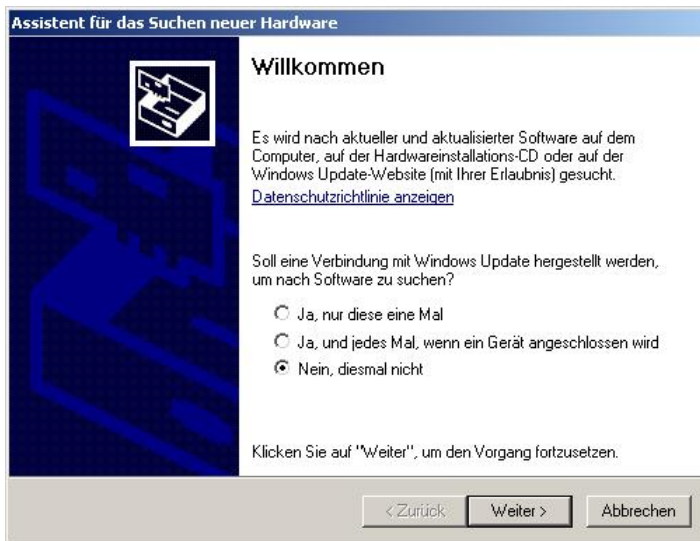 Assistent für das Suchen neuer Hardware
Willkommen
Es wird nach aktueller und aktualisierter Software auf dem
Computer, auf der Hardwareinstallations-CD oder auf der
Windows Update-Website (mit Ihrer Erlaubnis) gesucht.
Datenschutzrichtlinie anzeigen
Soll eine Verbindung mit Windows Update hergestellt werden,
um nach Software zu suchen?
Ja, nur diese eine Mal
Ja, und jedes Mal, wenn ein Gerät angeschlossen wird
Nein, diesmal nicht
Klicken Sie auf "Weiter", um den Vorgang fortzusetzen.
< Zurück Weiter > Abbrechen